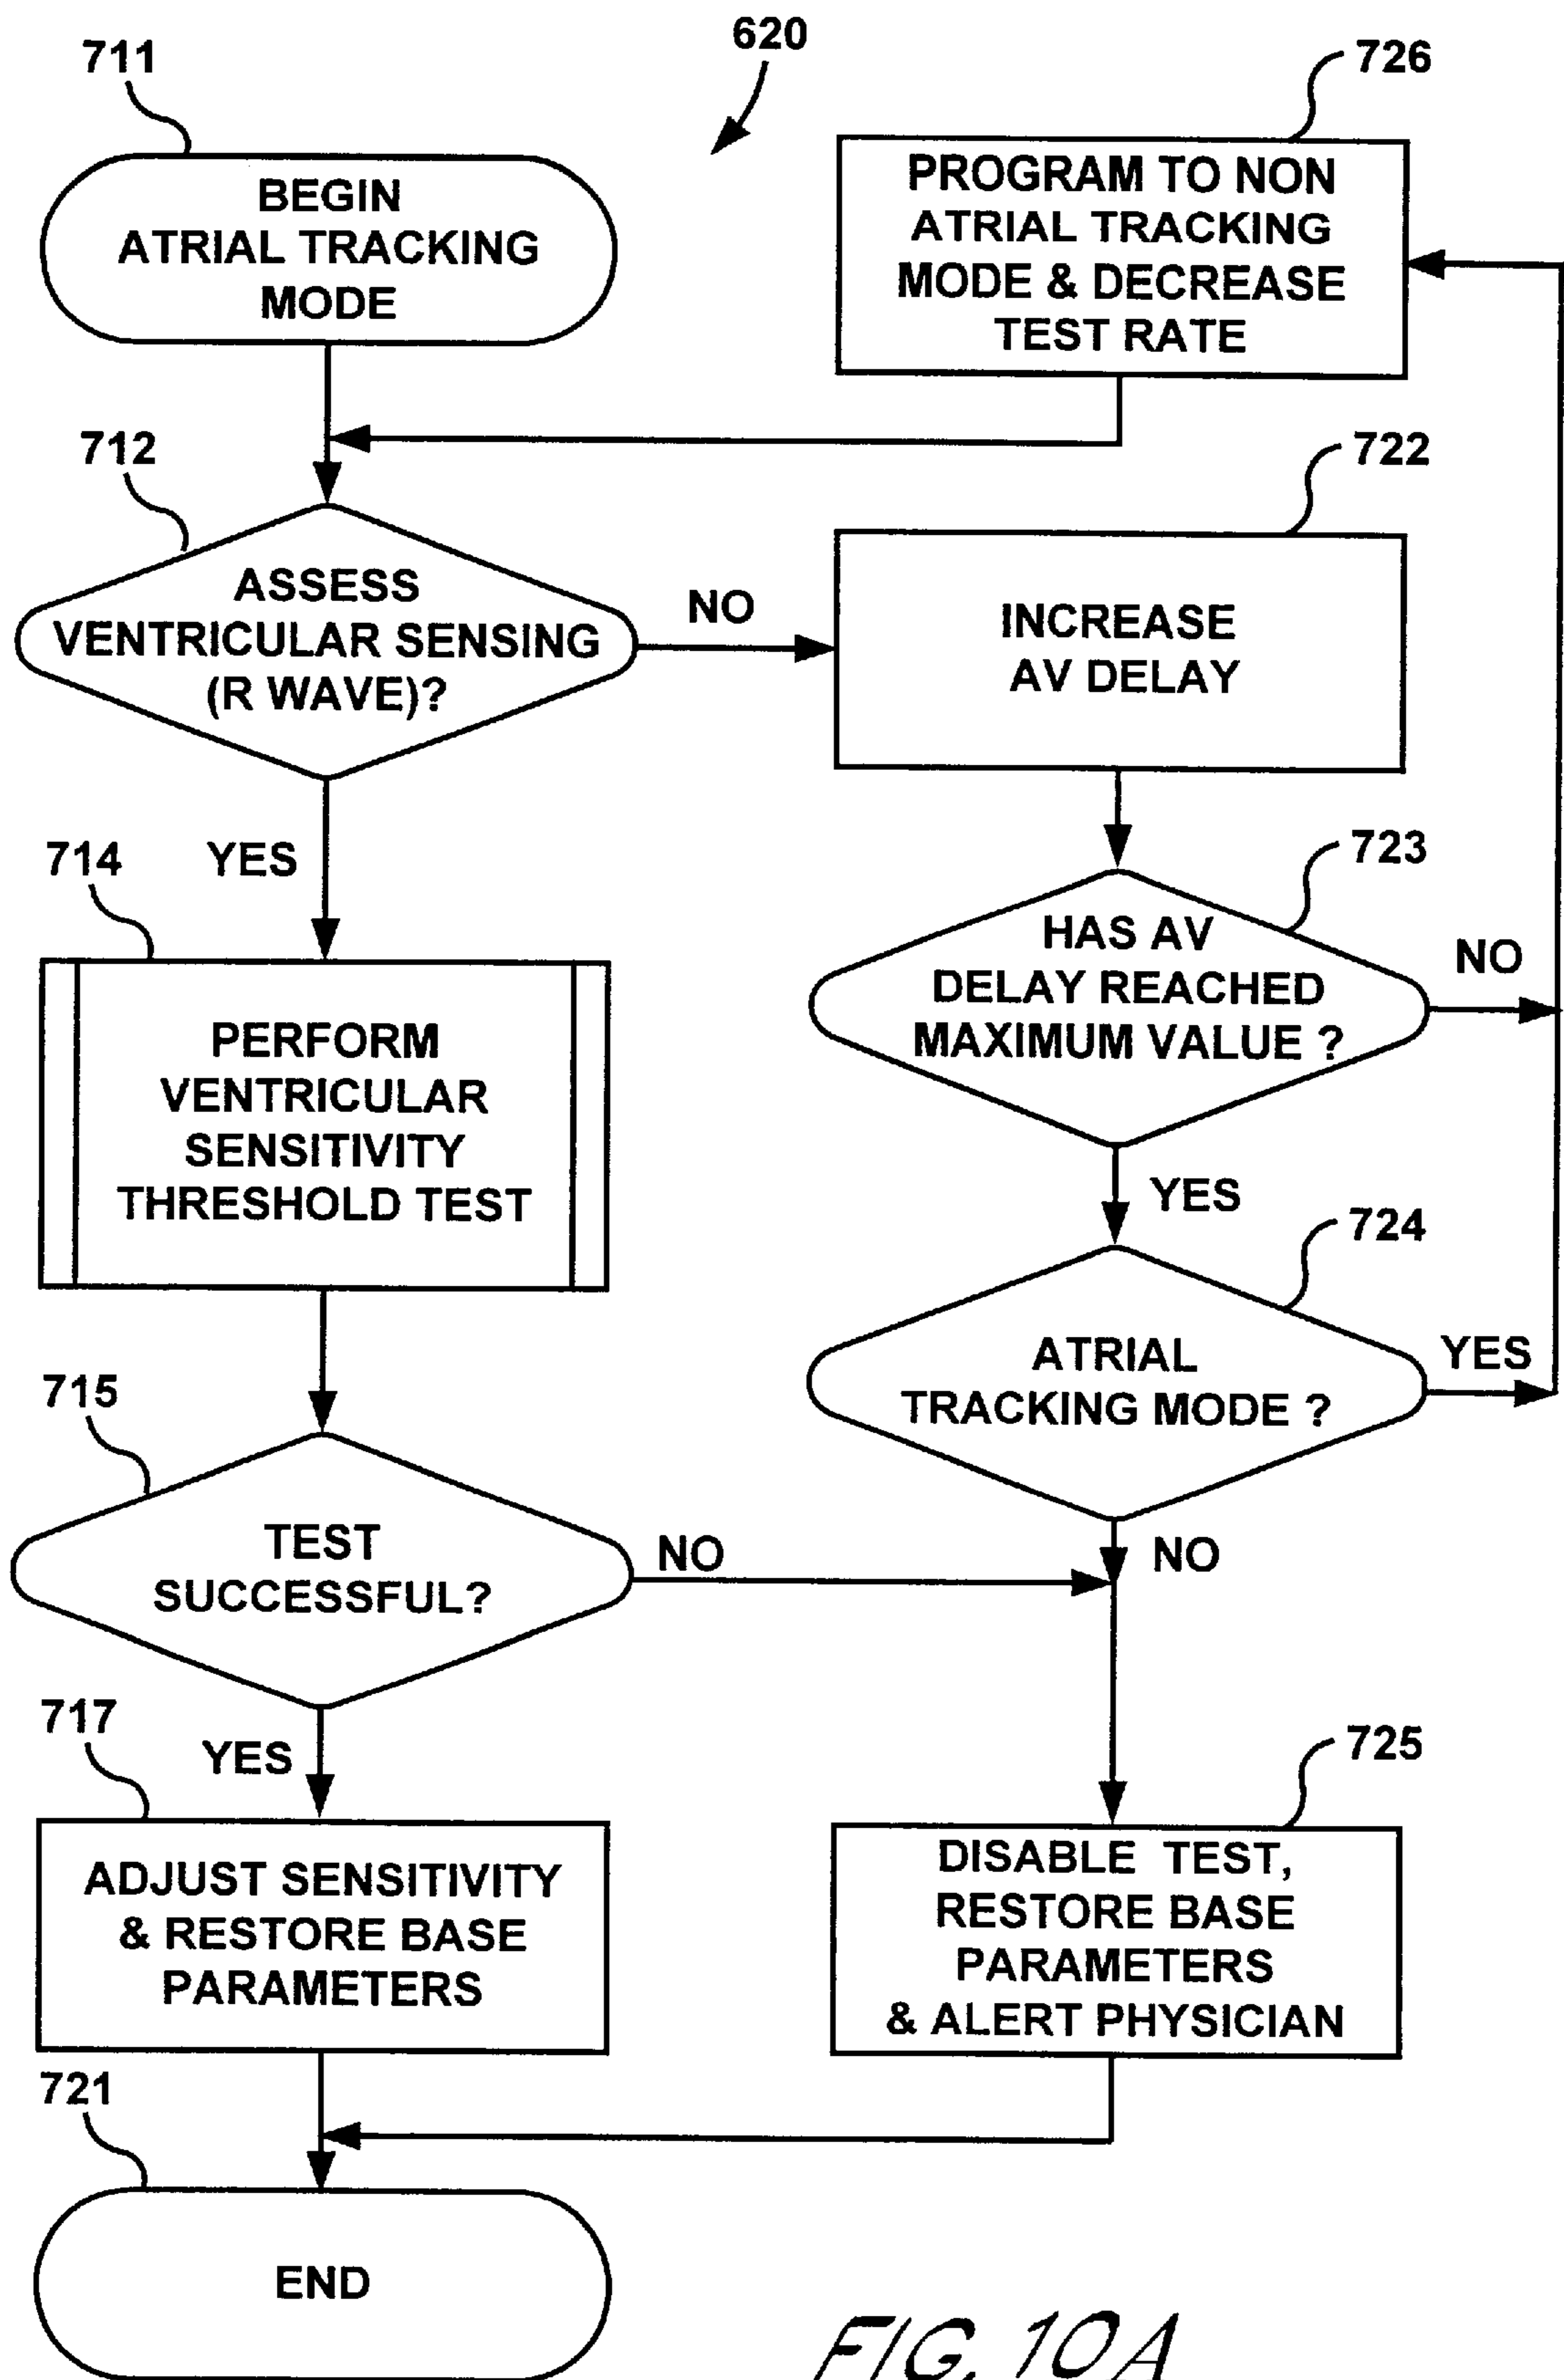 620
711
BEGIN
ATRIAL TRACKING
MODE
726
PROGRAM TO NON
ATRIAL TRACKING
MODE & DECREASE
TEST RATE
712
ASSESS
VENTRICULAR SENSING
(R WAVE)?
NO
722
INCREASE
AV DELAY
YES
723
HAS AV
DELAY REACHED
MAXIMUM VALUE ?
NO
YES
714
PERFORM
VENTRICULAR
SENSITIVITY
THRESHOLD TEST
724
ATRIAL
TRACKING MODE ?
YES
NO
715
TEST
SUCCESSFUL?
NO
YES
717
ADJUST SENSITIVITY
& RESTORE BASE
PARAMETERS
725
DISABLE TEST,
RESTORE BASE
PARAMETERS
& ALERT PHYSICIAN
721
END
FIG. 10A